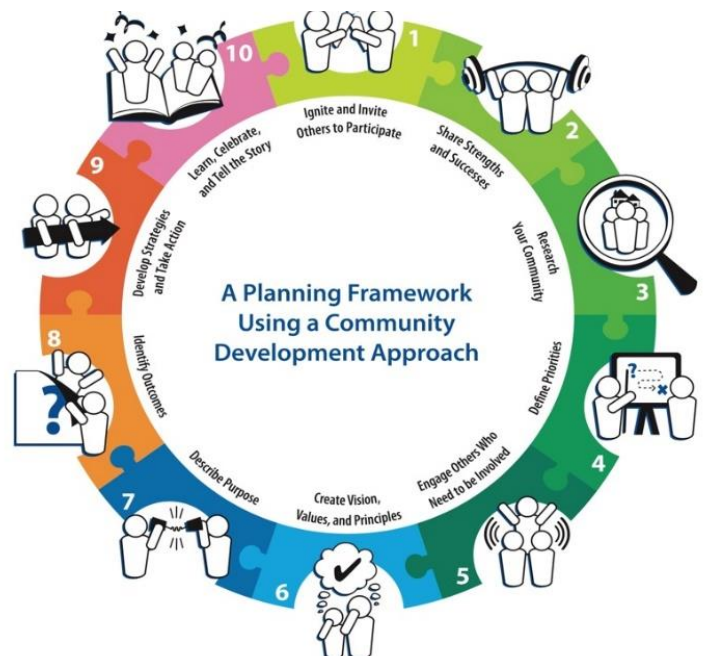 A Planning Framework
Using a Community
Development Approach
1
Ignite and Invite
Others to Participate
2
Share Strengths
and Successes
3
Research
Your Community
4
Define Priorities
5
Engage Others Who
Need to be Involved
6
Create Vision,
Values, and Principles
7
Describe Purpose
8
Identify Outcomes
?
9
Develop Strategies
and Take Action
10
Learn, Celebrate,
and Tell the Story
?